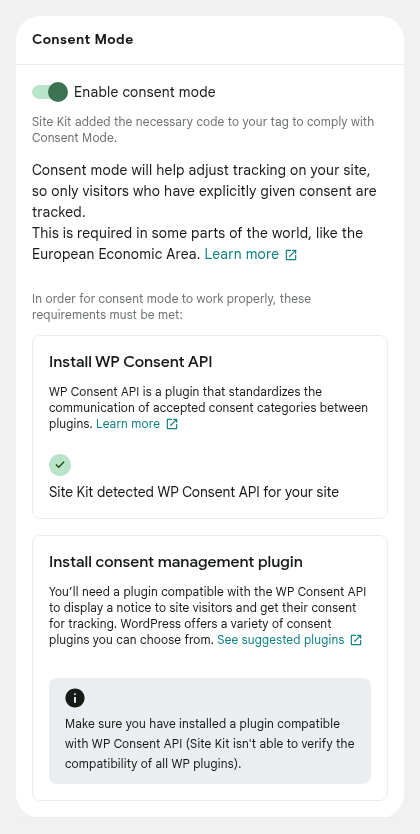 Consent Mode
Enable consent mode
Site Kit added the necessary code to your tag to comply with
Consent Mode.
Consent mode will help adjust tracking on your site,
so only visitors who have explicitly given consent are
tracked.
This is required in some parts of the world, like the
European Economic Area. Learn more
In order for consent mode to work properly, these
requirements must be met:
Install WP Consent API
WP Consent API is a plugin that standardizes the
communication of accepted consent categories between
plugins. Learn more
Site Kit detected WP Consent API for your site
Install consent management plugin
You’ll need a plugin compatible with the WP Consent API
to display a notice to site visitors and get their consent
for tracking. WordPress offers a variety of consent
plugins you can choose from. See suggested plugins
Make sure you have installed a plugin compatible
with WP Consent API (Site Kit isn't able to verify the
compatibility of all WP plugins).